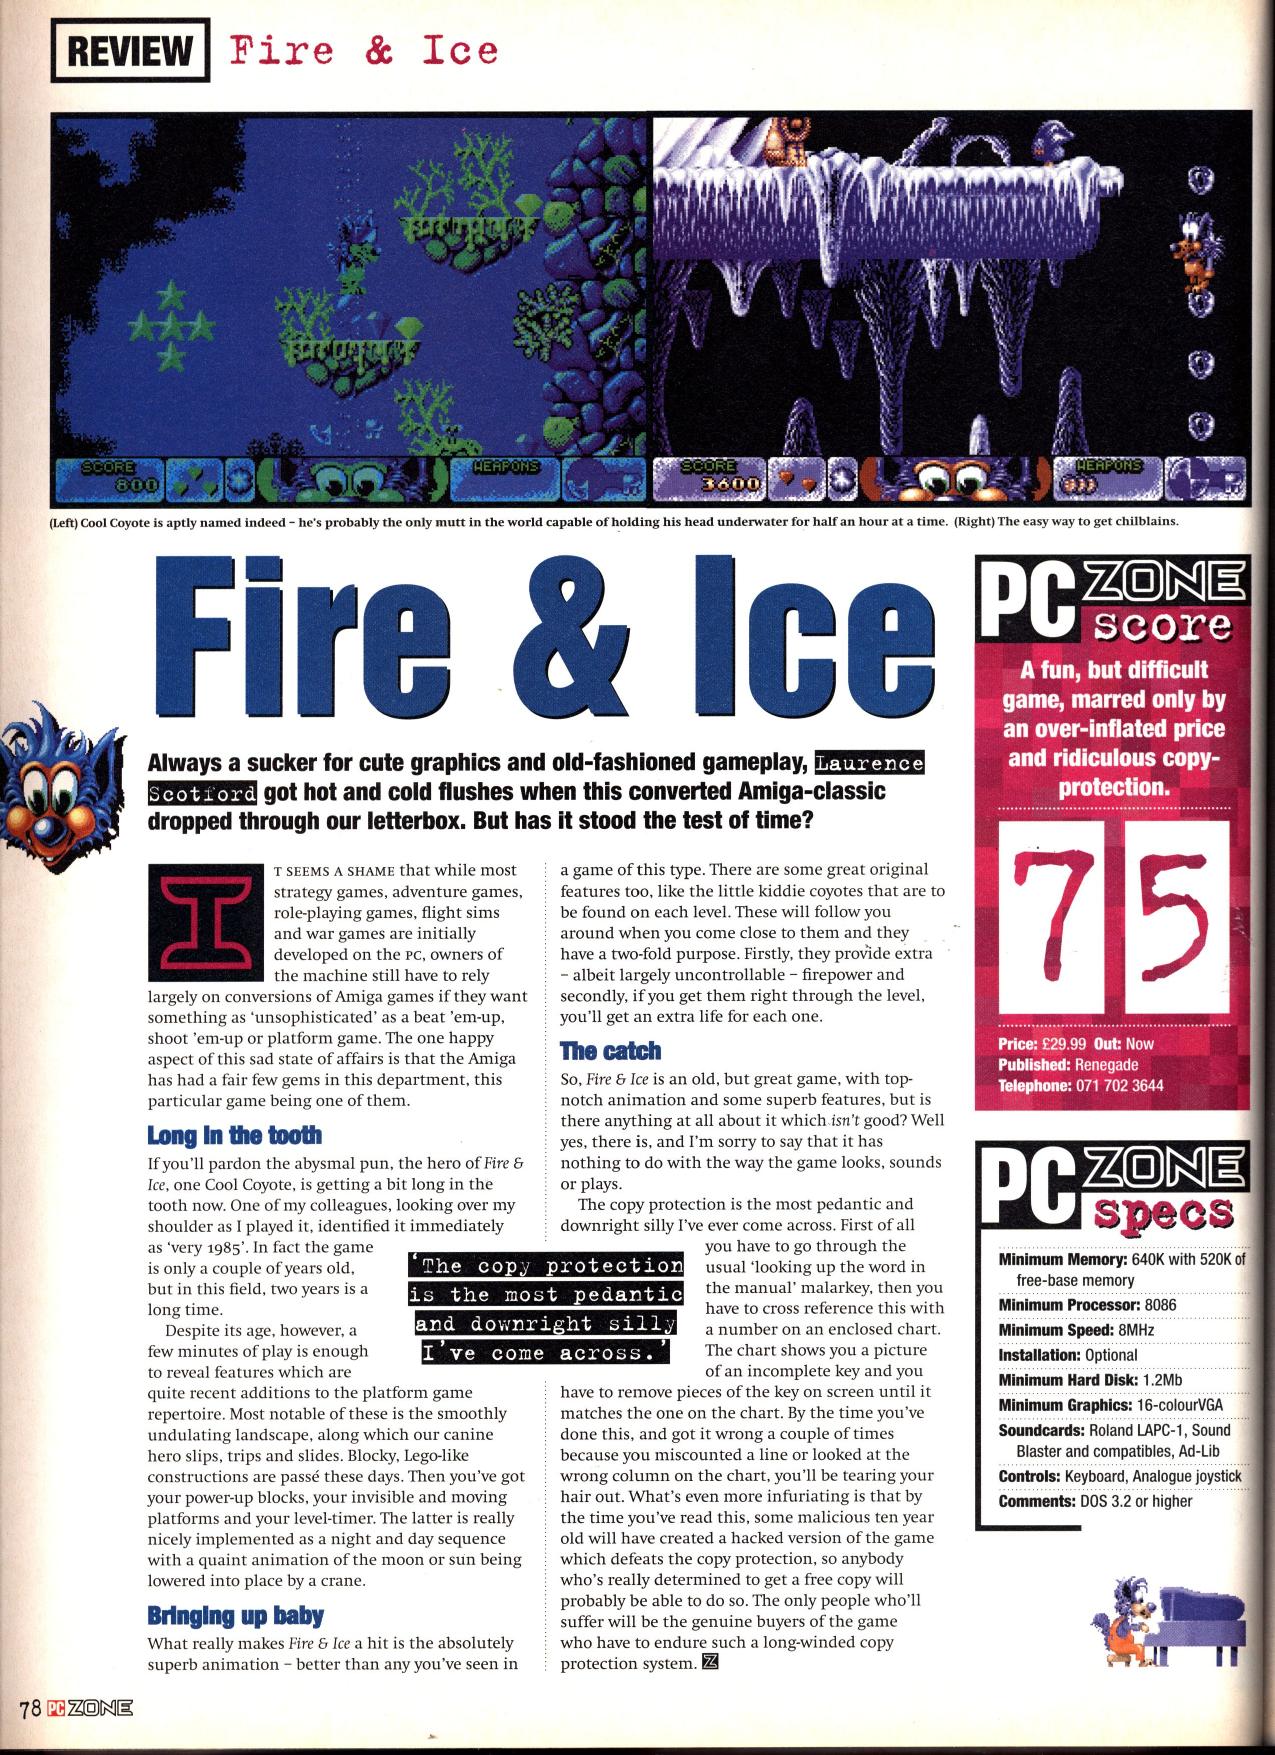 REVIEW Fire & Ice
SCORE
800
WEAPONS
SCORE
3600
WEAPONS
(Left) Cool Coyote is aptly named indeed – he's probably the only mutt in the world capable of holding his head underwater for half an hour at a time. (Right) The easy way to get chilblains.
Fire & Ice
Always a sucker for cute graphics and old-fashioned gameplay, Laurence
Scotford got hot and cold flushes when this converted Amiga-classic
dropped through our letterbox. But has it stood the test of time?
IT SEEMS A SHAME that while most
strategy games, adventure games,
role-playing games, flight sims
and war games are initially
developed on the PC, owners of
the machine still have to rely
largely on conversions of Amiga games if they want
something as 'unsophisticated' as a beat 'em-up,
shoot 'em-up or platform game. The one happy
aspect of this sad state of affairs is that the Amiga
has had a fair few gems in this department, this
particular game being one of them.
Long in the tooth
If you'll pardon the abysmal pun, the hero of Fire &
Ice, one Cool Coyote, is getting a bit long in the
tooth now. One of my colleagues, looking over my
shoulder as I played it, identified it immediately
as 'very 1985'. In fact the game
is only a couple of years old,
but in this field, two years is a
long time.
Despite its age, however, a
few minutes of play is enough
to reveal features which are
quite recent additions to the platform game
repertoire. Most notable of these is the smoothly
undulating landscape, along which our canine
hero slips, trips and slides. Blocky, Lego-like
constructions are passé these days. Then you've got
your power-up blocks, your invisible and moving
platforms and your level-timer. The latter is really
nicely implemented as a night and day sequence
with a quaint animation of the moon or sun being
lowered into place by a crane.
Bringing up baby
What really makes Fire & Ice a hit is the absolutely
superb animation – better than any you've seen in
a game of this type. There are some great original
features too, like the little kiddie coyotes that are to
be found on each level. These will follow you
around when you come close to them and they
have a two-fold purpose. Firstly, they provide extra
– albeit largely uncontrollable – firepower and
secondly, if you get them right through the level,
you'll get an extra life for each one.
The catch
So, Fire & Ice is an old, but great game, with top-
notch animation and some superb features, but is
there anything at all about it which isn't good? Well
yes, there is, and I'm sorry to say that it has
nothing to do with the way the game looks, sounds
or plays.
The copy protection is the most pedantic and
downright silly I've ever come across. First of all
you have to go through the
usual 'looking up the word in
the manual' malarkey, then you
have to cross reference this with
a number on an enclosed chart.
The chart shows you a picture
of an incomplete key and you
have to remove pieces of the key on screen until it
matches the one on the chart. By the time you've
done this, and got it wrong a couple of times
because you miscounted a line or looked at the
wrong column on the chart, you'll be tearing your
hair out. What's even more infuriating is that by
the time you've read this, some malicious ten year
old will have created a hacked version of the game
which defeats the copy protection, so anybody
who's really determined to get a free copy will
probably be able to do so. The only people who'll
suffer will be the genuine buyers of the game
who have to endure such a long-winded copy
protection system. Z
'The copy protection
is the most pedantic
and downright silly
I've come across.'
PC ZONE
score
A fun, but difficult
game, marred only by
an over-inflated price
and ridiculous copy-
protection.
75
Price: £29.99 Out: Now
Published: Renegade
Telephone: 071 702 3644
PC ZONE
specs
Minimum Memory: 640K with 520K of
free-base memory
Minimum Processor: 8086
Minimum Speed: 8MHz
Installation: Optional
Minimum Hard Disk: 1.2Mb
Minimum Graphics: 16-colourVGA
Soundcards: Roland LAPC-1, Sound
Blaster and compatibles, Ad-Lib
Controls: Keyboard, Analogue joystick
Comments: DOS 3.2 or higher
78 PC ZONE